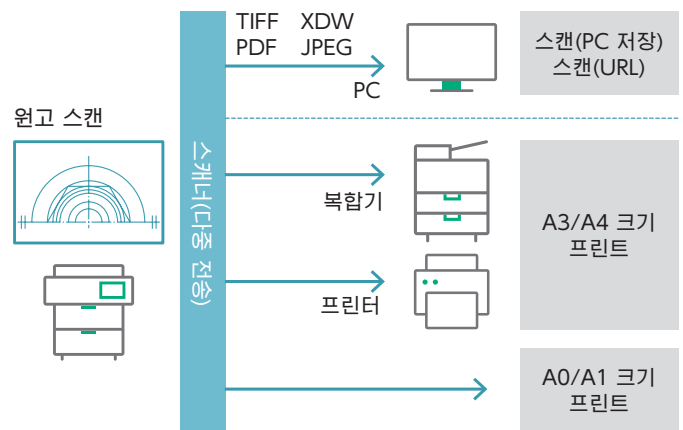 TIFF XDW
PDF JPEG
PC
스캔(PC 저장)
스캔(URL)
원고 스캔
스캐너(다중 전송)
복합기
A3/A4 크기
프린트
프린터
A0/A1 크기
프린트